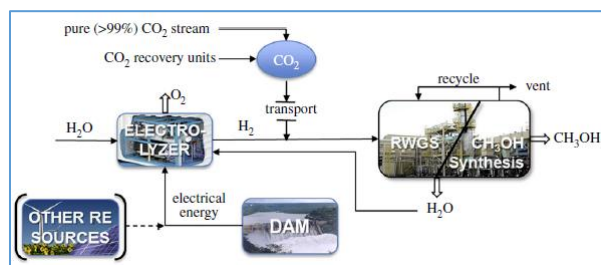 pure (>99%) CO₂ stream
CO₂ recovery units
CO₂
O₂
transport
recycle
vent
H₂O
ELECTRO-
LYZER
H₂
RWGS
CH₃OH
Synthesis
CH₃OH
H₂O
electrical
energy
OTHER RE
SOURCES
DAM